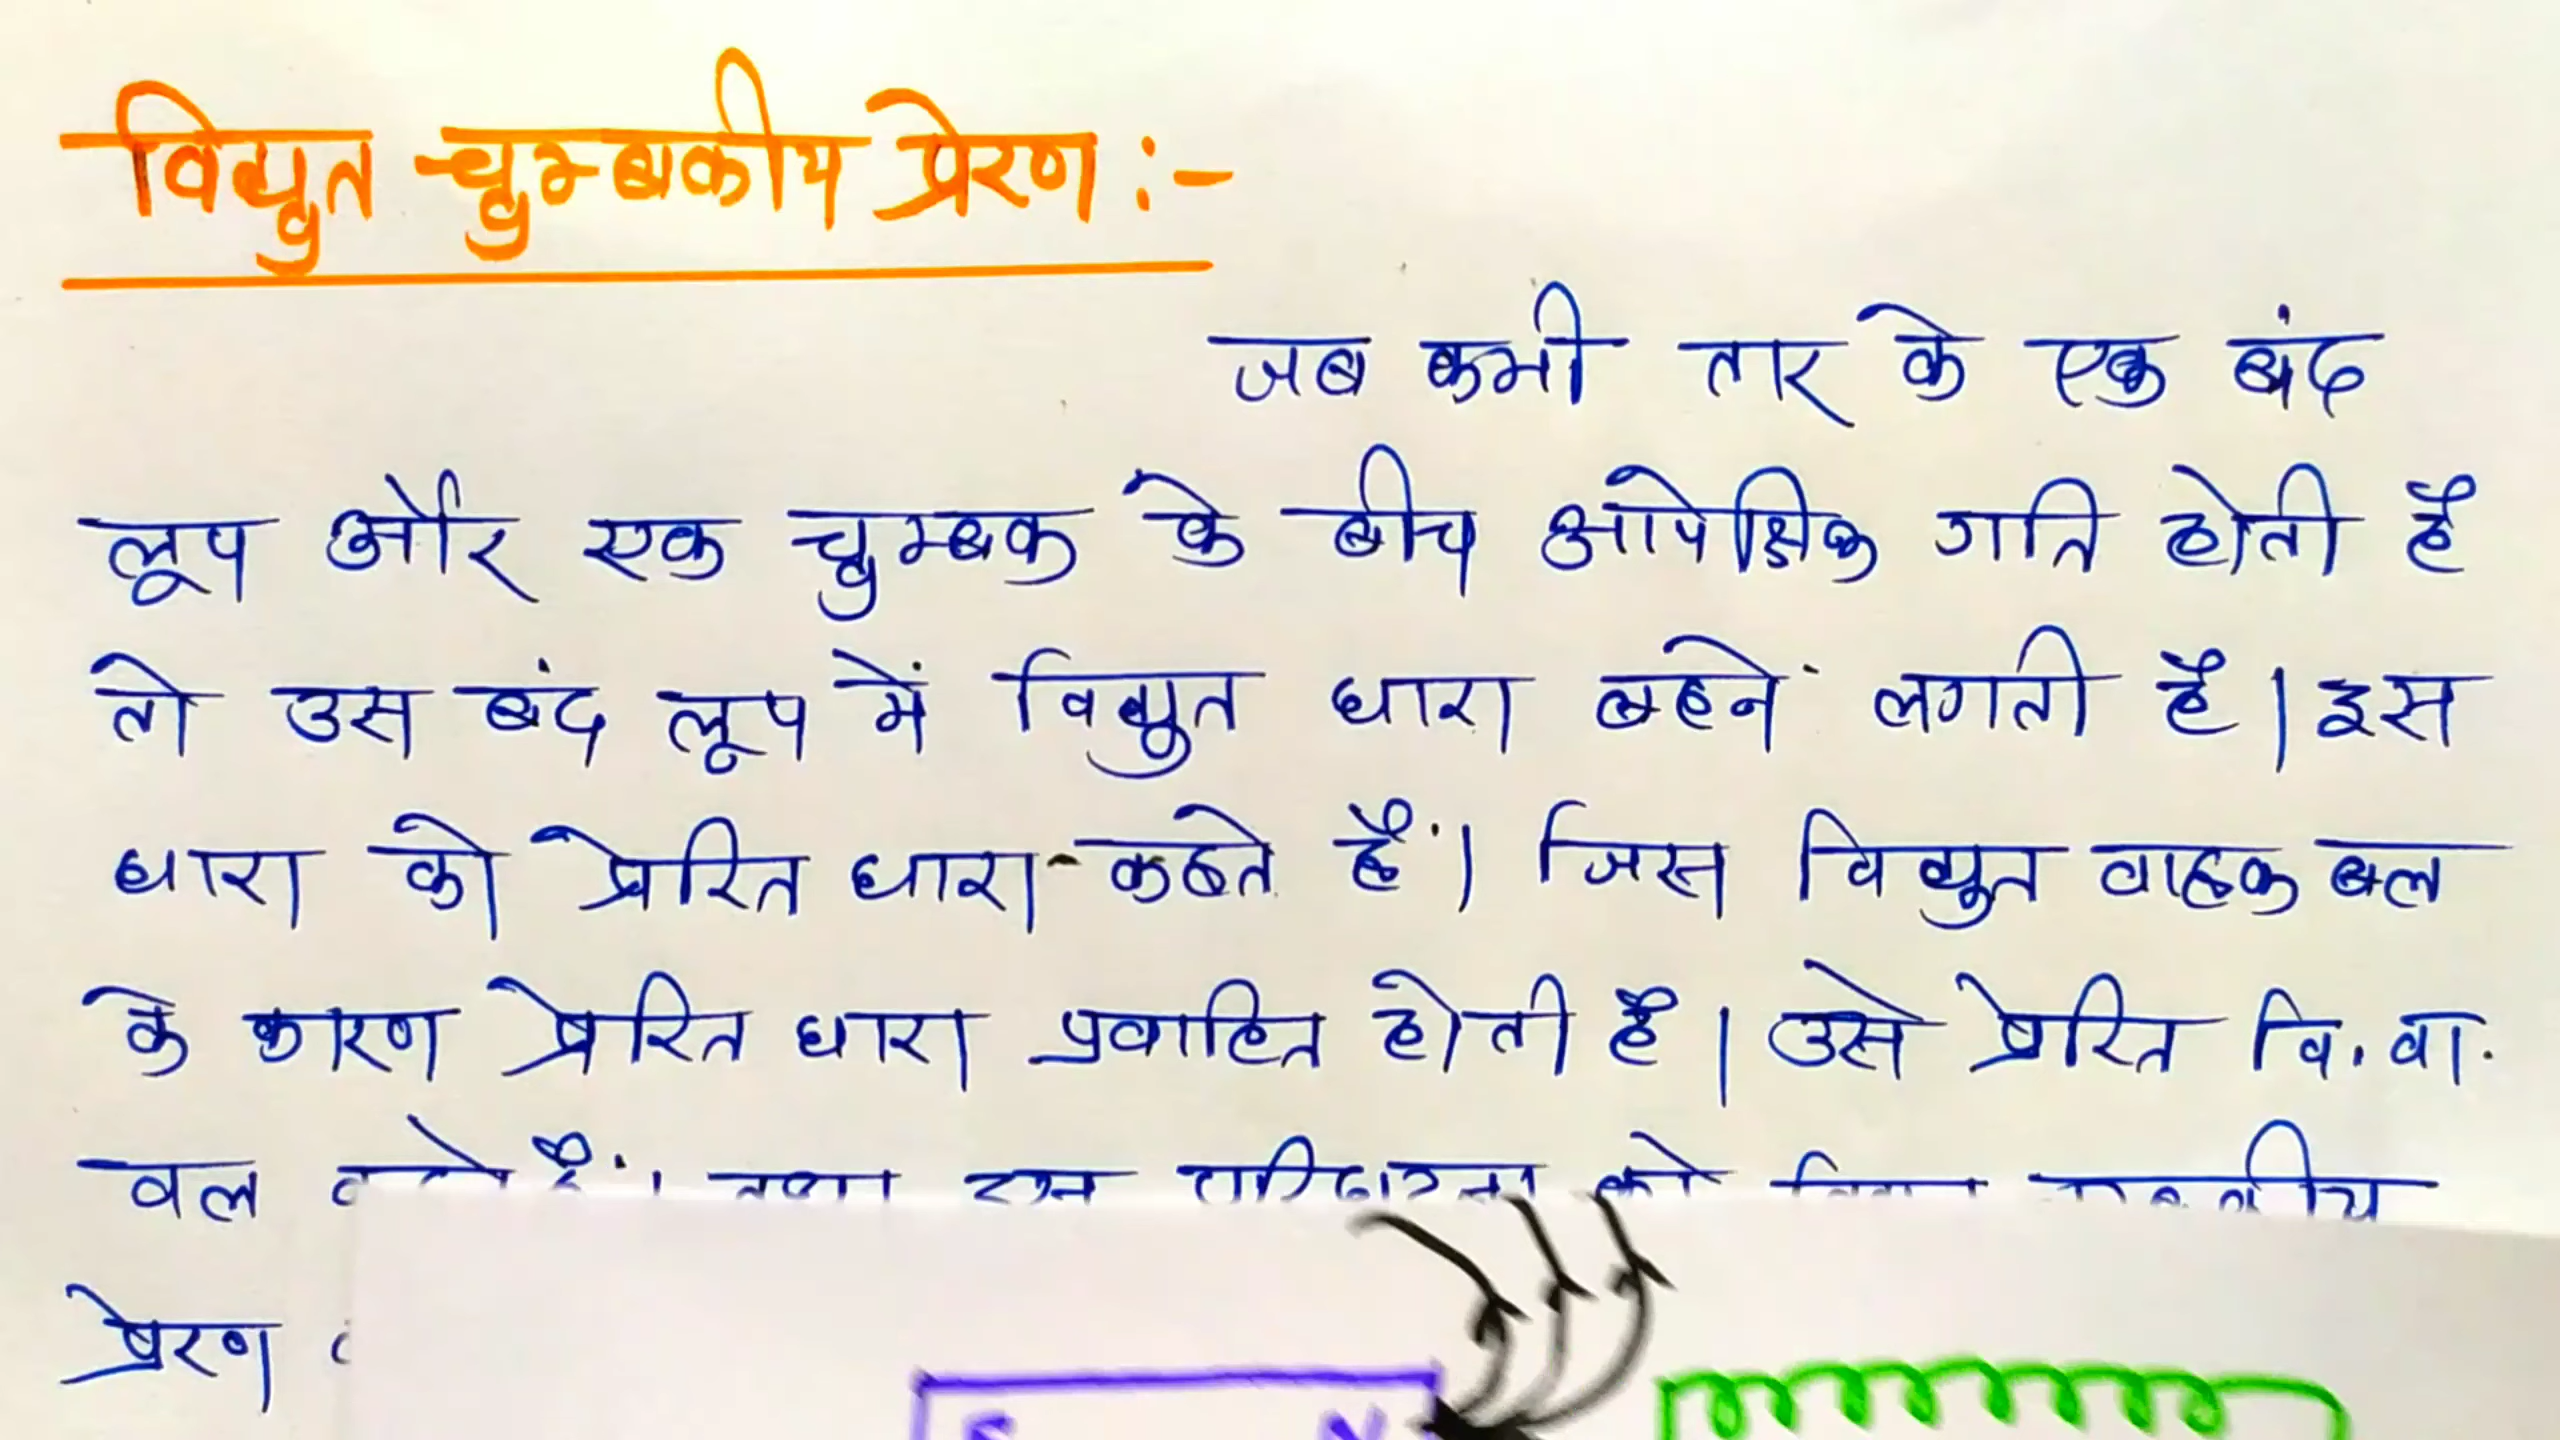 विद्युत चुम्बकीय प्रेरण :-
जब कभी तार के एक बंद
लूप और एक चुम्बक के बीच आपेक्षिक गति होती है
तो उस बंद लूप में विद्युत धारा बहनें लगती है। इस
धारा को प्रेरित धारा कहते हैं। जिस विद्युत वाहक बल
के कारण प्रेरित धारा प्रवाहित होती है। उसे प्रेरित वि. वा.
वल
प्रेरण
S N